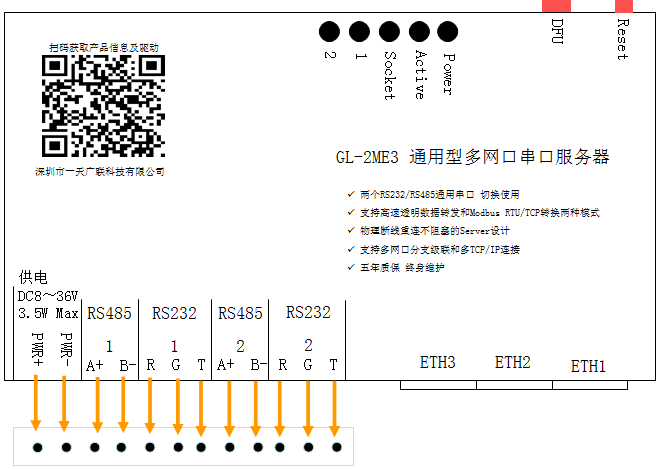 扫码获取产品信息及驱动
深圳市一天广联科技有限公司
2
1
Socket
Active
Power
DFU
Reset
GL-2ME3 通用型多网口串口服务器
✓ 两个RS232/RS485通用串口 切换使用
✓ 支持高速透明数据转发和Modbus RTU/TCP转换两种模式
✓ 物理断线重连不阻塞的Server设计
✓ 支持多网口分支级联和多TCP/IP连接
✓ 五年质保 终身维护
供电
DC8～36V
3.5W Max
PWR+
PWR-
RS485
1
A+ B-
RS232
1
R G T
RS485
2
A+ B-
RS232
2
R G T
ETH3
ETH2
ETH1